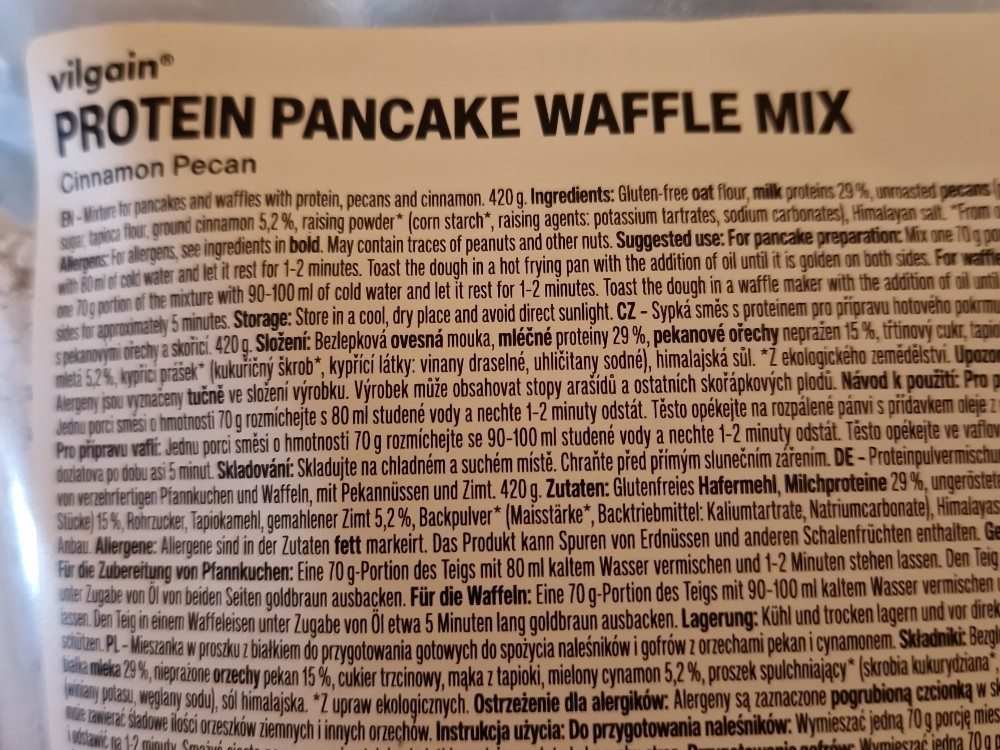 vilgain®
PROTEIN PANCAKE WAFFLE MIX
Cinnamon Pecan
EN – Mixture for pancakes and waffles with protein, pecans and cinnamon. 420 g. Ingredients: Gluten-free oat flour, milk proteins 29 %, unroasted pecans
sugar, tapioca flour, ground cinnamon 5,2 %, raising powder* (corn starch*, raising agents: potassium tartrates, sodium carbonates), Himalayan salt. *From
Allergens: For allergens, see ingredients in bold. May contain traces of peanuts and other nuts. Suggested use: For pancake preparation: Mix one 70 g
with 80 ml of cold water and let it rest for 1-2 minutes. Toast the dough in a hot frying pan with the addition of oil until it is golden on both sides. For
one 70 g portion of the mixture with 90-100 ml of cold water and let it rest for 1-2 minutes. Toast the dough in a waffle maker with the addition of oil until
sides for approximately 5 minutes. Storage: Store in a cool, dry place and avoid direct sunlight. CZ – Sypká směs s proteinem pro přípravu hotového
s pekanovými ořechy a skořicí. 420 g. Složení: Bezlepková ovesná mouka, mléčné proteiny 29 %, pekanové ořechy nepražen 15 %, třtinový cukr,
mletá 5,2 %, kypřicí prášek* (kukuřičný škrob*, kypřící látky: vinany draselné, uhličitany sodné), himalajská sůl. *Z ekologického zemědělství.
Alergeny jsou vyznačeny tučně ve složení výrobku. Výrobek může obsahovat stopy arašídů a ostatních skořápkových plodů. Návod k použití: Pro
Jednu porci směsi o hmotnosti 70 g rozmíchejte s 80 ml studené vody a nechte 1-2 minuty odstát. Těsto opékejte na rozpálené pánvi s přídavkem oleje z
Pro přípravu vaflí: Jednu porci směsi o hmotnosti 70 g rozmíchejte se 90-100 ml studené vody a nechte 1-2 minuty odstát. Těsto opékejte ve
dozlatova po dobu asi 5 minut. Skladování: Skladujte na chladném a suchém místě. Chraňte před přímým slunečním zářením. DE – Proteinpulvermischu
von verzehrfertigen Pfannkuchen und Waffeln, mit Pekannüssen und Zimt. 420 g. Zutaten: Glutenfreies Hafermehl, Milchproteine 29 %,
Stücke) 15 %, Rohrzucker, Tapiokamehl, gemahlener Zimt 5,2 %, Backpulver* (Maisstärke*, Backtriebmittel: Kaliumtartrate, Natriumcarbonate), Himalayas
Anbau. Allergene: Allergene sind in der Zutaten fett markeirt. Das Produkt kann Spuren von Erdnüssen und anderen Schalenfrüchten enthalten.
Für die Zubereitung von Pfannkuchen: Eine 70 g-Portion des Teigs mit 80 ml kaltem Wasser vermischen und 1-2 Minuten stehen lassen. Den Teig
unter Zugabe von Öl von beiden Seiten goldbraun ausbacken. Für die Waffeln: Eine 70 g-Portion des Teigs mit 90-100 ml kaltem Wasser vermischen
lassen. Den Teig in einem Waffeleisen unter Zugabe von Öl etwa 5 Minuten lang goldbraun ausbacken. Lagerung: Kühl und trocken lagern und vor direk
schützen. PL – Mieszanka w proszku z białkiem do przygotowania gotowych do spożycia naleśników i gofrów z orzechami pekan i cynamonem. Składniki:
białka mleka 29 %, nieprażone orzechy pekan 15 %, cukier trzcinowy, mąka z tapioki, mielony cynamon 5,2 %, proszek spulchniający* (skrobia kukurydziana*
(winiany potasu, węglany sodu), sól himalajska. *Z upraw ekologicznych. Ostrzeżenie dla alergików: Alergeny są zaznaczone pogrubioną czcionką w
może zawierać śladowe ilości orzeszków ziemnych i innych orzechów. Instrukcja użycia: Do przygotowania naleśników: Wymieszać jedną 70 g porcję
i odstawić na 1-2 minuty. Wymieszać jedną 70 g